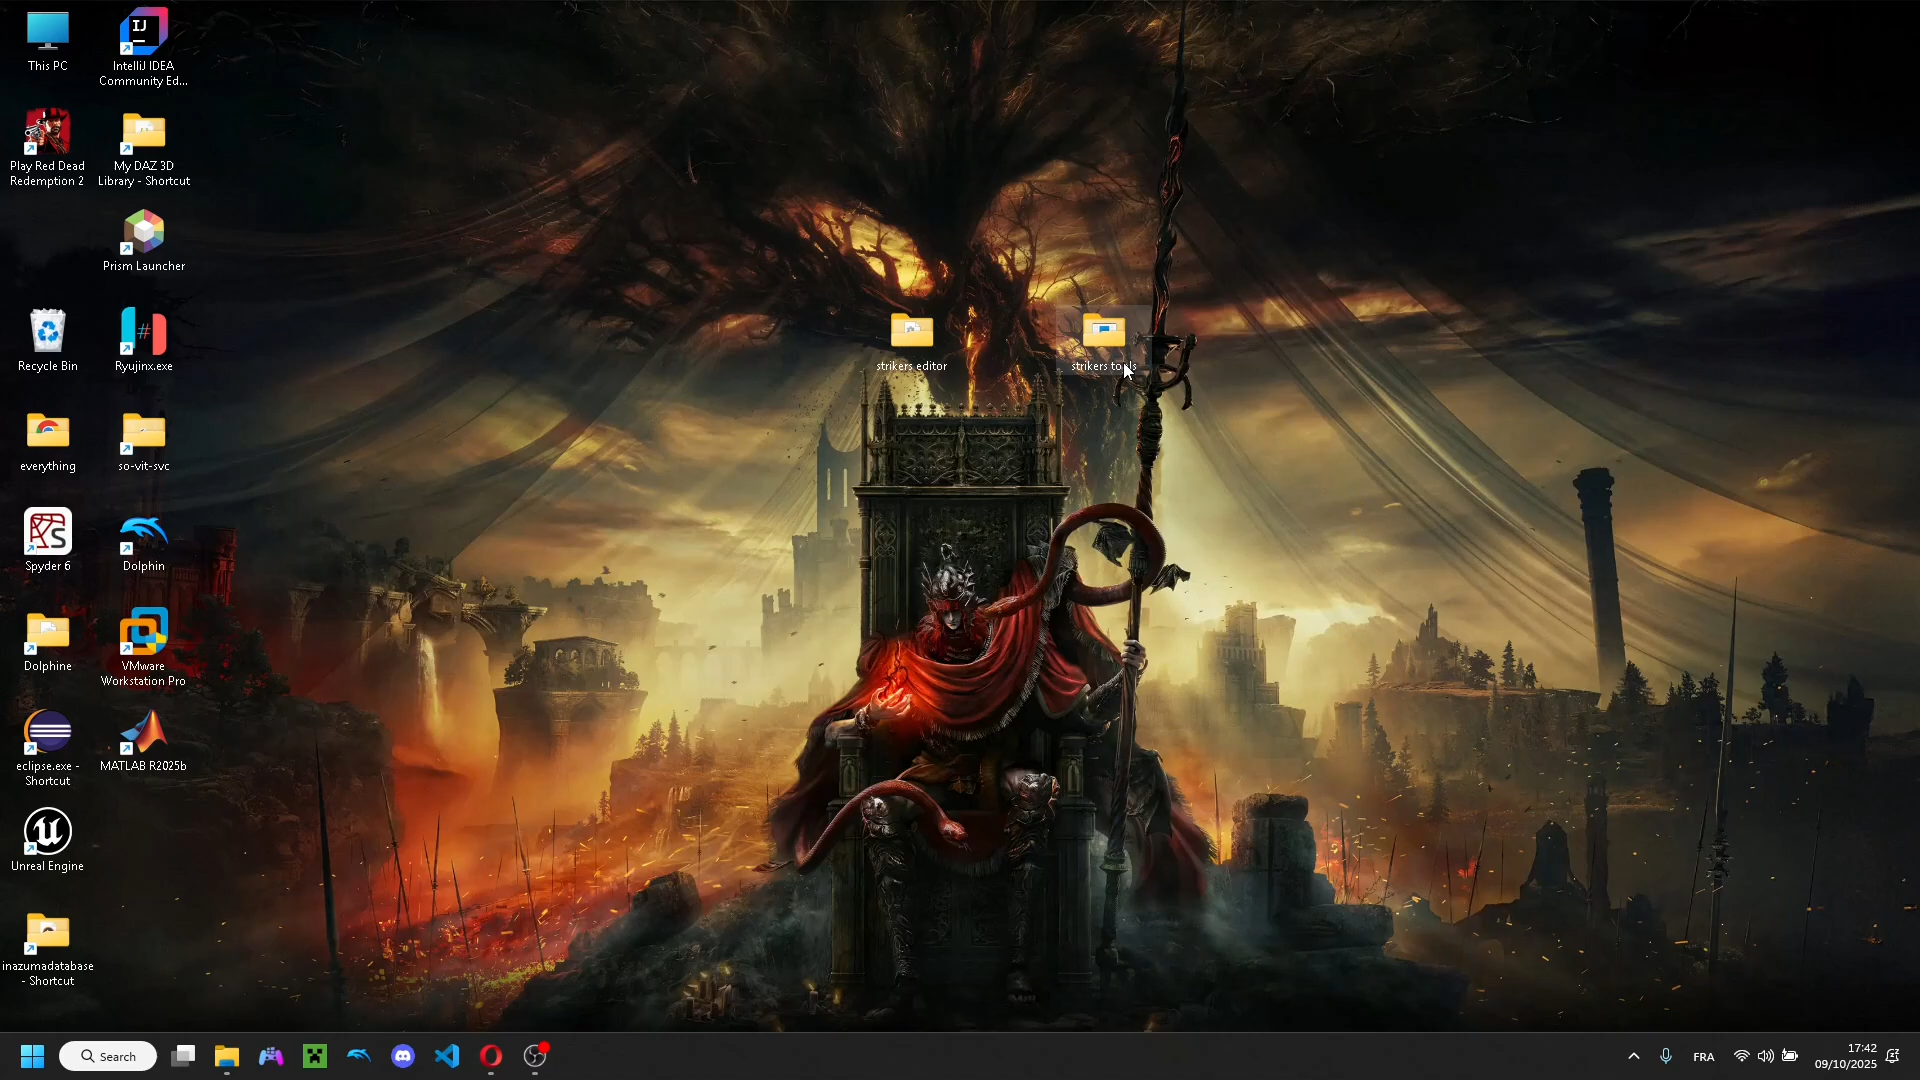 This PC
IntelliJ IDEA
Community Ed...
Play Red Dead
Redemption 2
My DAZ 3D
Library - Shortcut
Prism Launcher
Recycle Bin
Ryujinx.exe
strikers editor
strikers tools
everything
so-vit-svc
Spyder 6
Dolphin
Dolphine
VMware
Workstation Pro
eclipse.exe -
Shortcut
MATLAB R2025b
Unreal Engine
inazumadatabase
- Shortcut
Search
FRA
17:42
09/10/2025